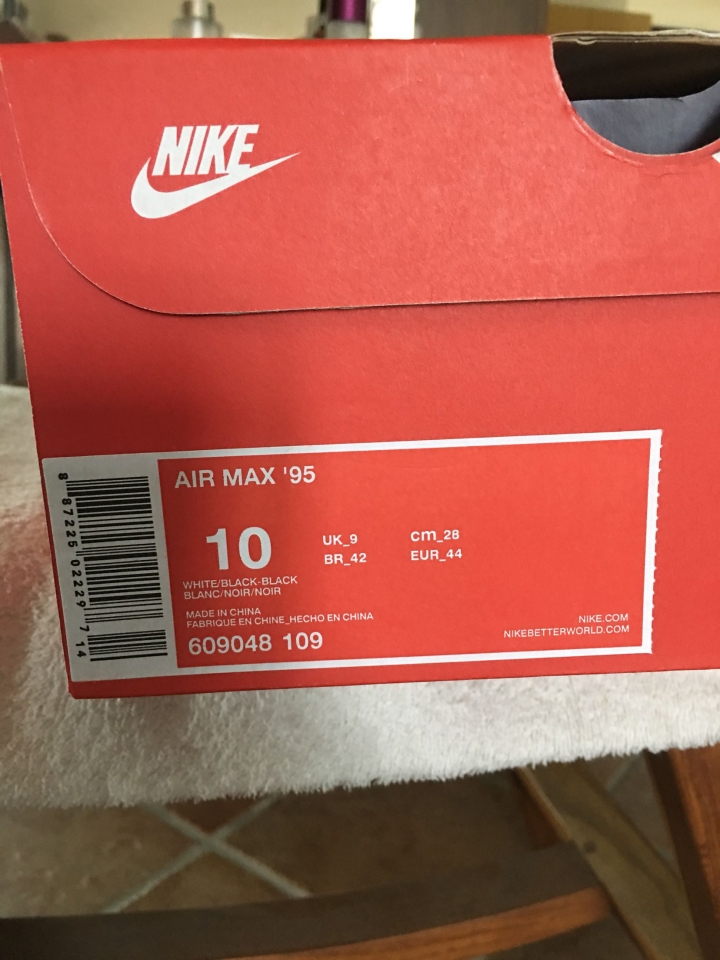 NIKE
AIR MAX '95
10
UK_9
cm_28
BR_42
EUR_44
WHITE/BLACK-BLACK
BLANC/NOIR/NOIR
MADE IN CHINA
FABRIQUE EN CHINE_HECHO EN CHINA
609048 109
NIKE.COM
NIKEBETTERWORLD.COM
8 87225 02229 7 14